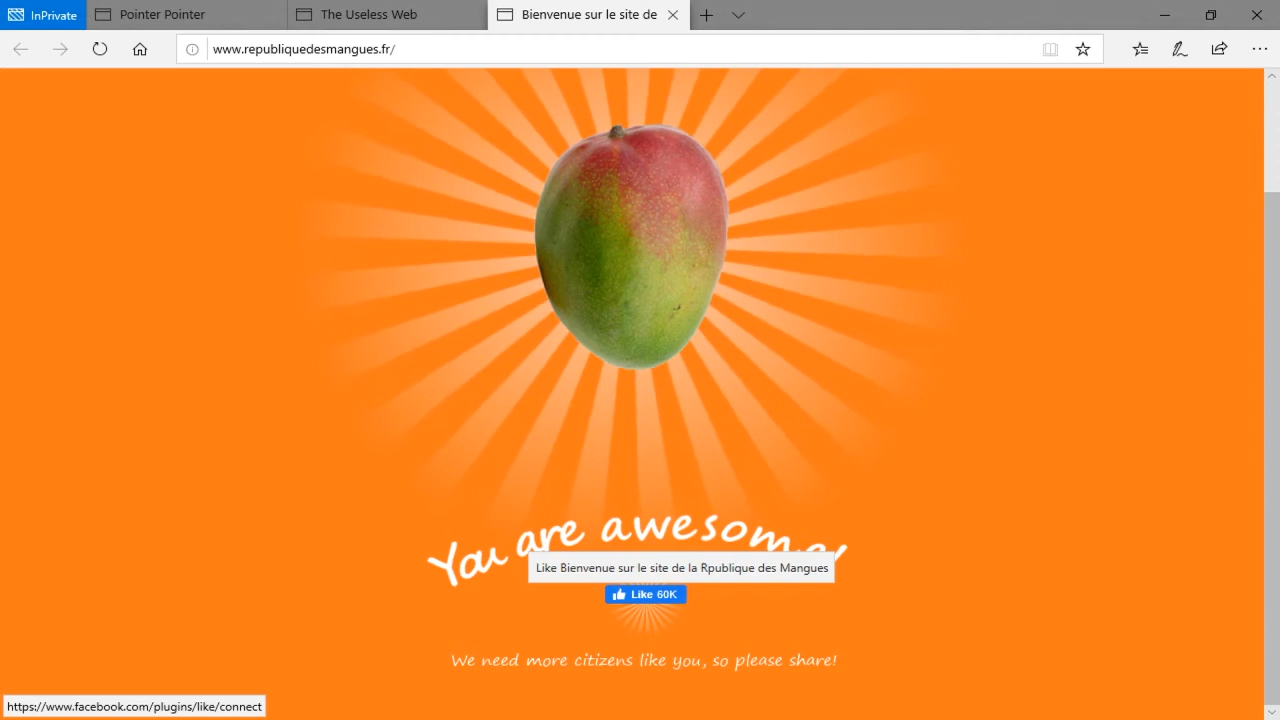 InPrivate
Pointer Pointer
The Useless Web
Bienvenue sur le site de
www.republiquedesmangues.fr/
You are awesome!
Like Bienvenue sur le site de la Rpublique des Mangues
Like 60K
We need more citizens like you, so please share!
https://www.facebook.com/plugins/like/connect